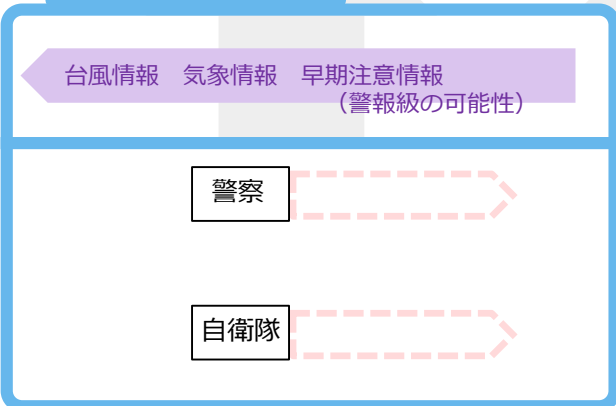 台風情報　気象情報　早期注意情報
（警報級の可能性）
警察
自衛隊